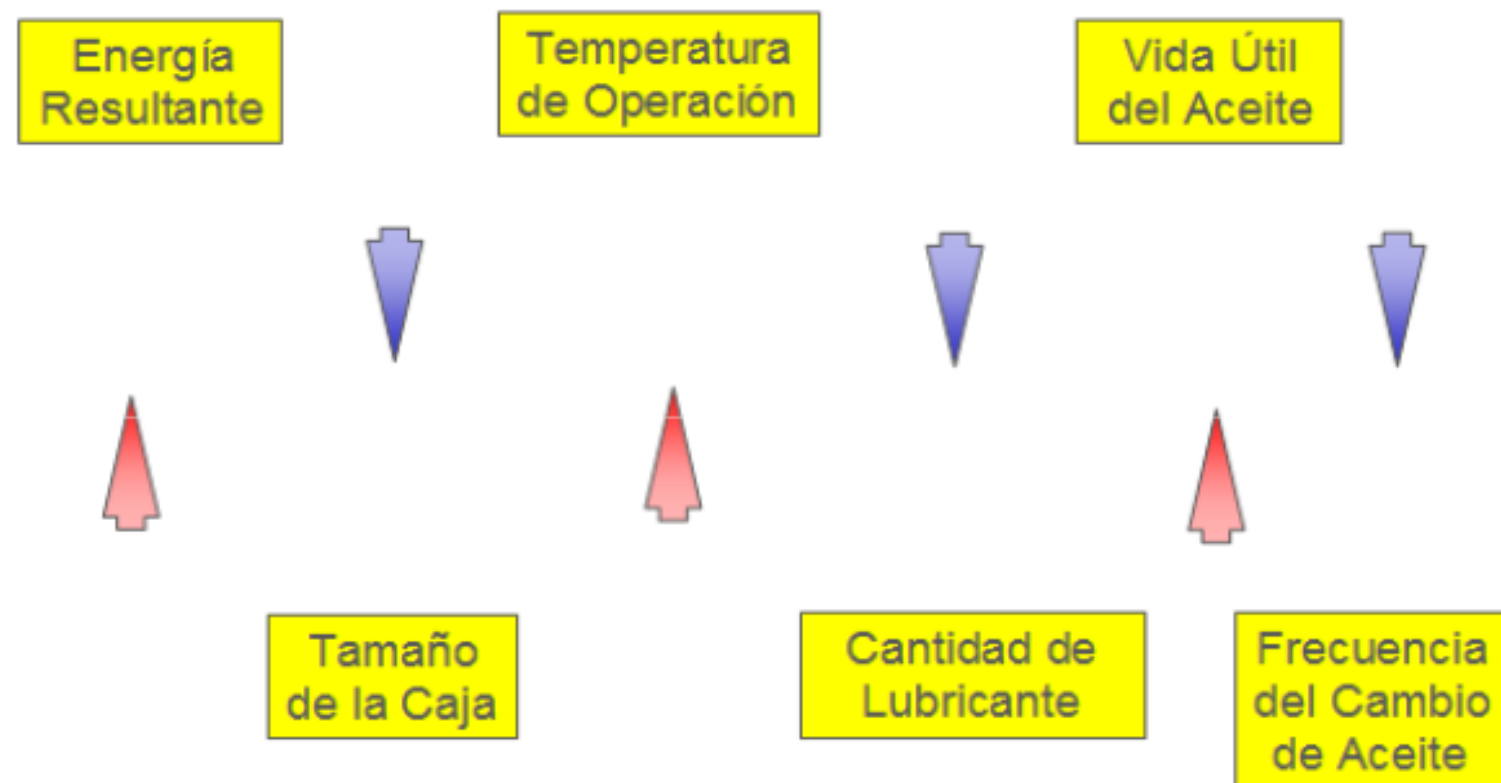 Energía
Resultante
Temperatura
de Operación
Vida Útil
del Aceite
Tamaño
de la Caja
Cantidad de
Lubricante
Frecuencia
del Cambio
de Aceite